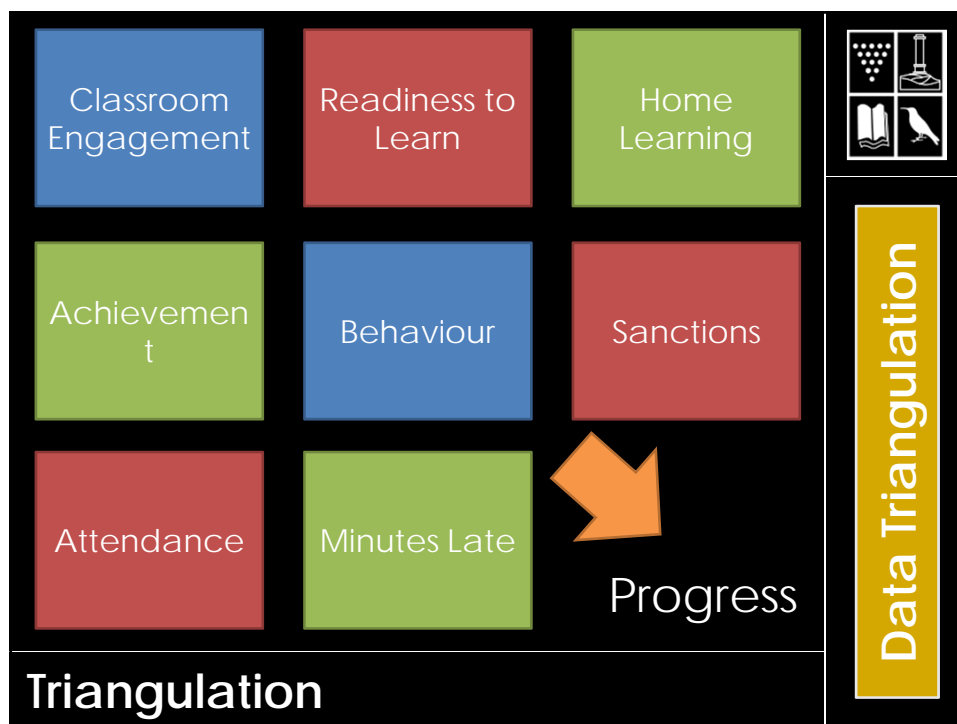 Classroom
Engagement
Readiness to
Learn
Home
Learning
Achievemen
t
Behaviour
Sanctions
Attendance
Minutes Late
Progress
Triangulation
Data Triangulation